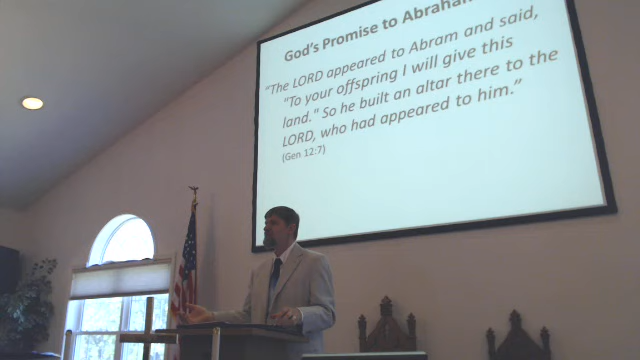 God's Promise to Abraham
"The LORD appeared to Abram and said,
"To your offspring I will give this
land." So he built an altar there to the
LORD, who had appeared to him."
(Gen 12:7)